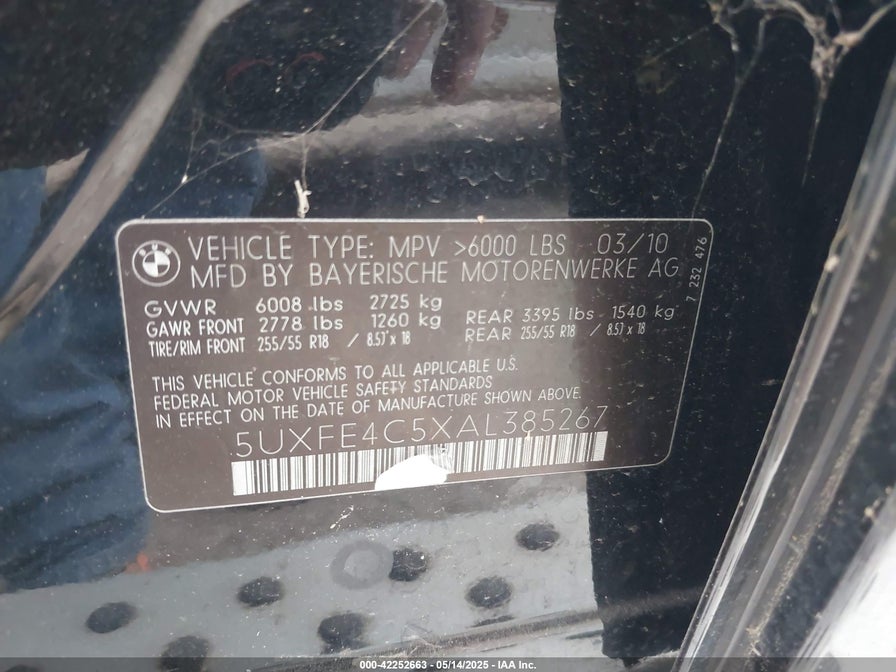 BMW
VEHICLE TYPE: MPV >6000 LBS 03/10
MFD BY BAYERISCHE MOTORENWERKE AG
7 232 476
GVWR 6008 lbs 2725 kg
GAWR FRONT 2778 lbs 1260 kg REAR 3395 lbs 1540 kg
TIRE/RIM FRONT 255/55 R18 / 8.5J x 18 REAR 255/55 R18 / 8.5J x 18
THIS VEHICLE CONFORMS TO ALL APPLICABLE U.S.
FEDERAL MOTOR VEHICLE SAFETY STANDARDS
IN EFFECT ON THE DATE OF MANUFACTURE SHOWN ABOVE.
5UXFE4C5XAL385267
000-42252663 - 05/14/2025 - IAA Inc.